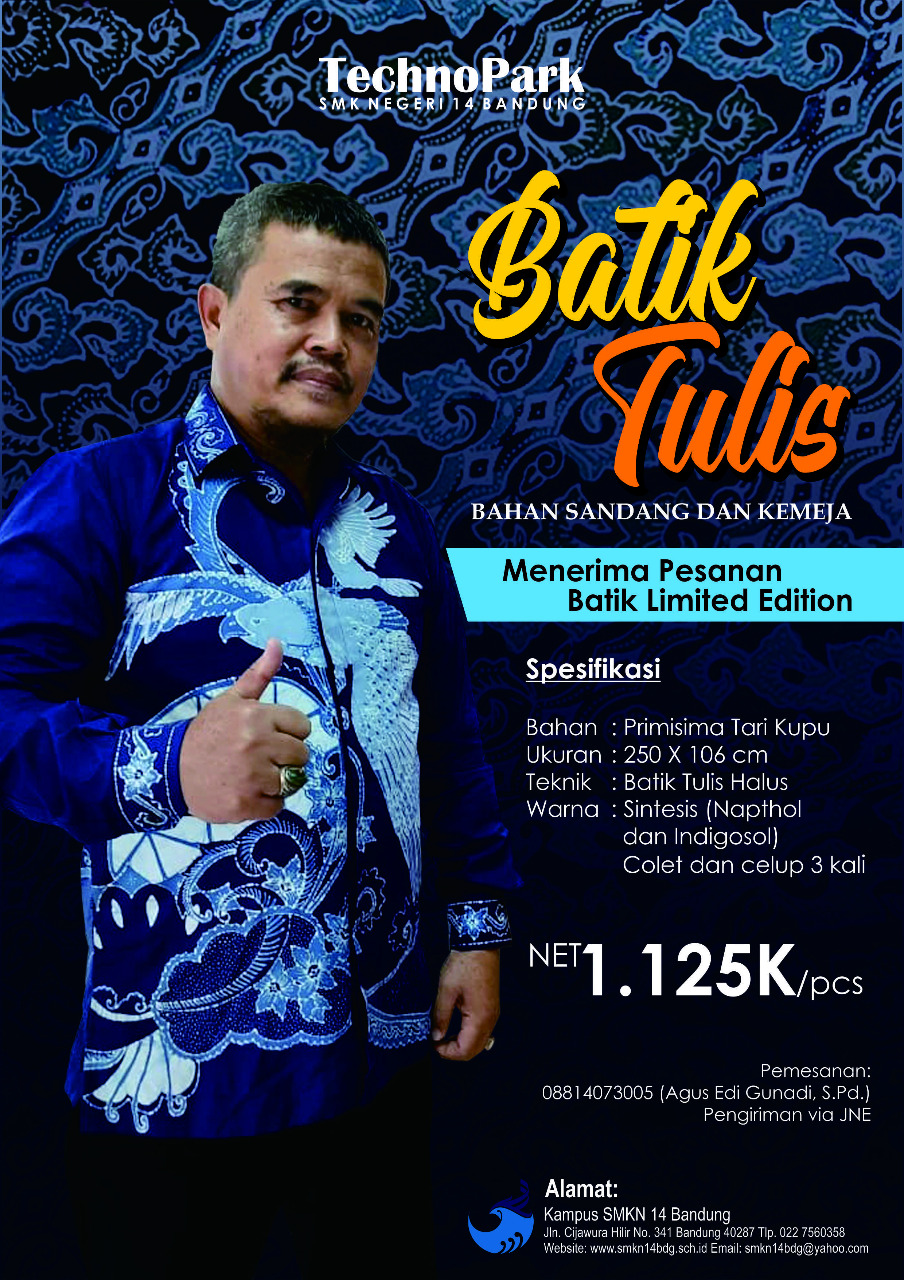 TechnoPark
SMK NEGERI 14 BANDUNG
Batik
Tulis
BAHAN SANDANG DAN KEMEJA
Menerima Pesanan
Batik Limited Edition
Spesifikasi
Bahan : Primisima Tari Kupu
Ukuran : 250 X 106 cm
Teknik : Batik Tulis Halus
Warna : Sintesis (Napthol
dan Indigosol)
Colet dan celup 3 kali
NET 1.125K/pcs
Pemesanan:
08814073005 (Agus Edi Gunadi, S.Pd.)
Pengiriman via JNE
Alamat:
Kampus SMKN 14 Bandung
Jln. Cijawura Hilir No. 341 Bandung 40287 Tlp. 022 7560358
Website: www.smkn14bdg.sch.id Email: smkn14bdg@yahoo.com